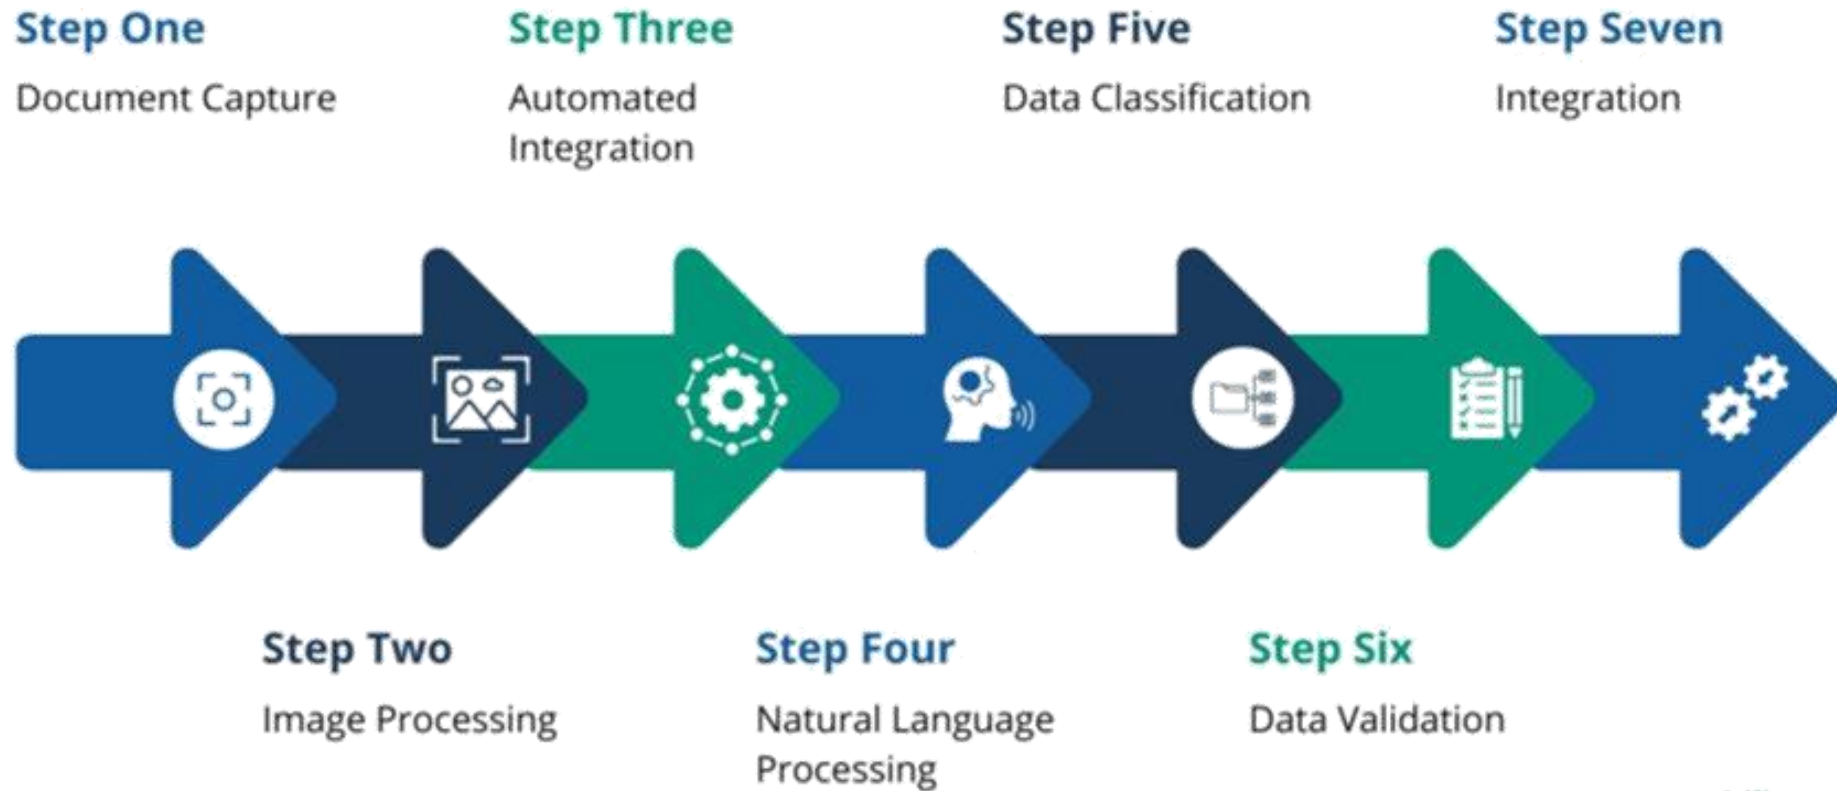 Step One
Document Capture
Step Three
Automated
Integration
Step Five
Data Classification
Step Seven
Integration
Step Two
Image Processing
Step Four
Natural Language
Processing
Step Six
Data Validation